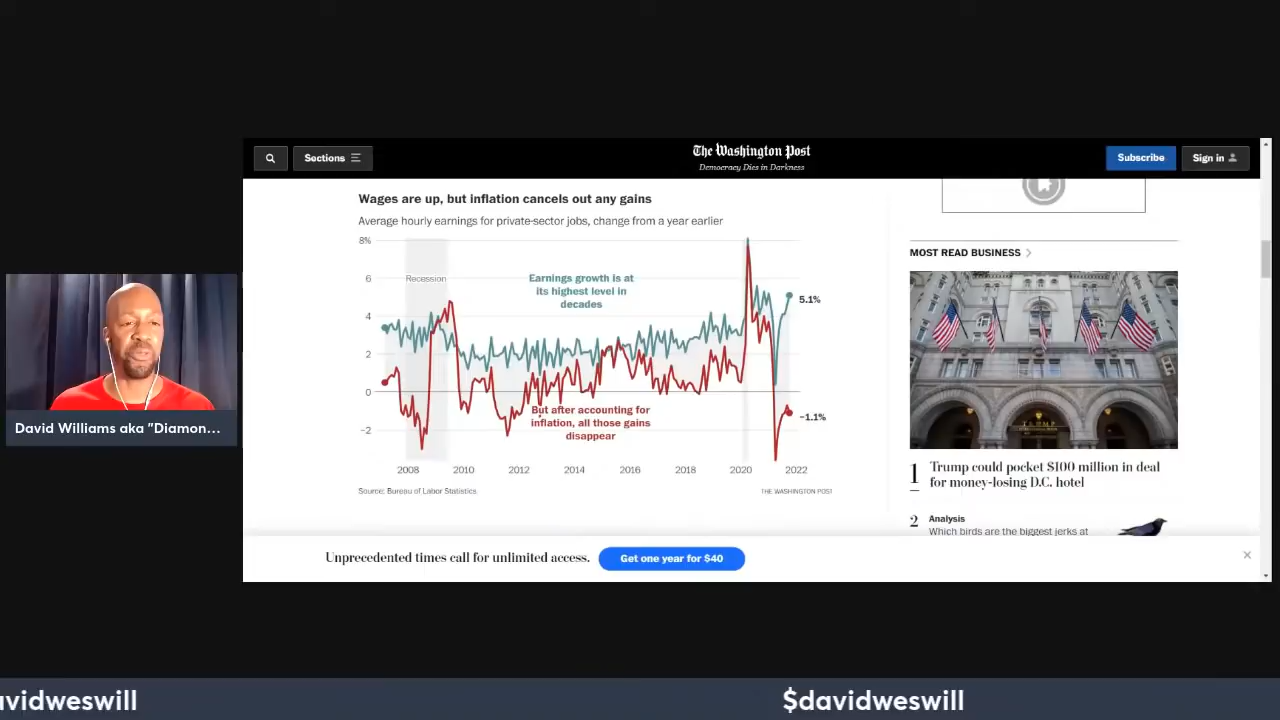 Sections
The Washington Post
Democracy Dies in Darkness
Subscribe
Sign in
Wages are up, but inflation cancels out any gains
Average hourly earnings for private-sector jobs, change from a year earlier
8%
6
4
2
0
-2
Recession
Earnings growth is at
its highest level in
decades
5.1%
But after accounting for
inflation, all those gains
disappear
-1.1%
2008
2010
2012
2014
2016
2018
2020
2022
Source: Bureau of Labor Statistics
THE WASHINGTON POST
MOST READ BUSINESS
TRUMP
1
Trump could pocket $100 million in deal
for money-losing D.C. hotel
2
Analysis
Which birds are the biggest jerks at
Unprecedented times call for unlimited access.
Get one year for $40
David Williams aka "Diamon...
avidweswill
$davidweswill